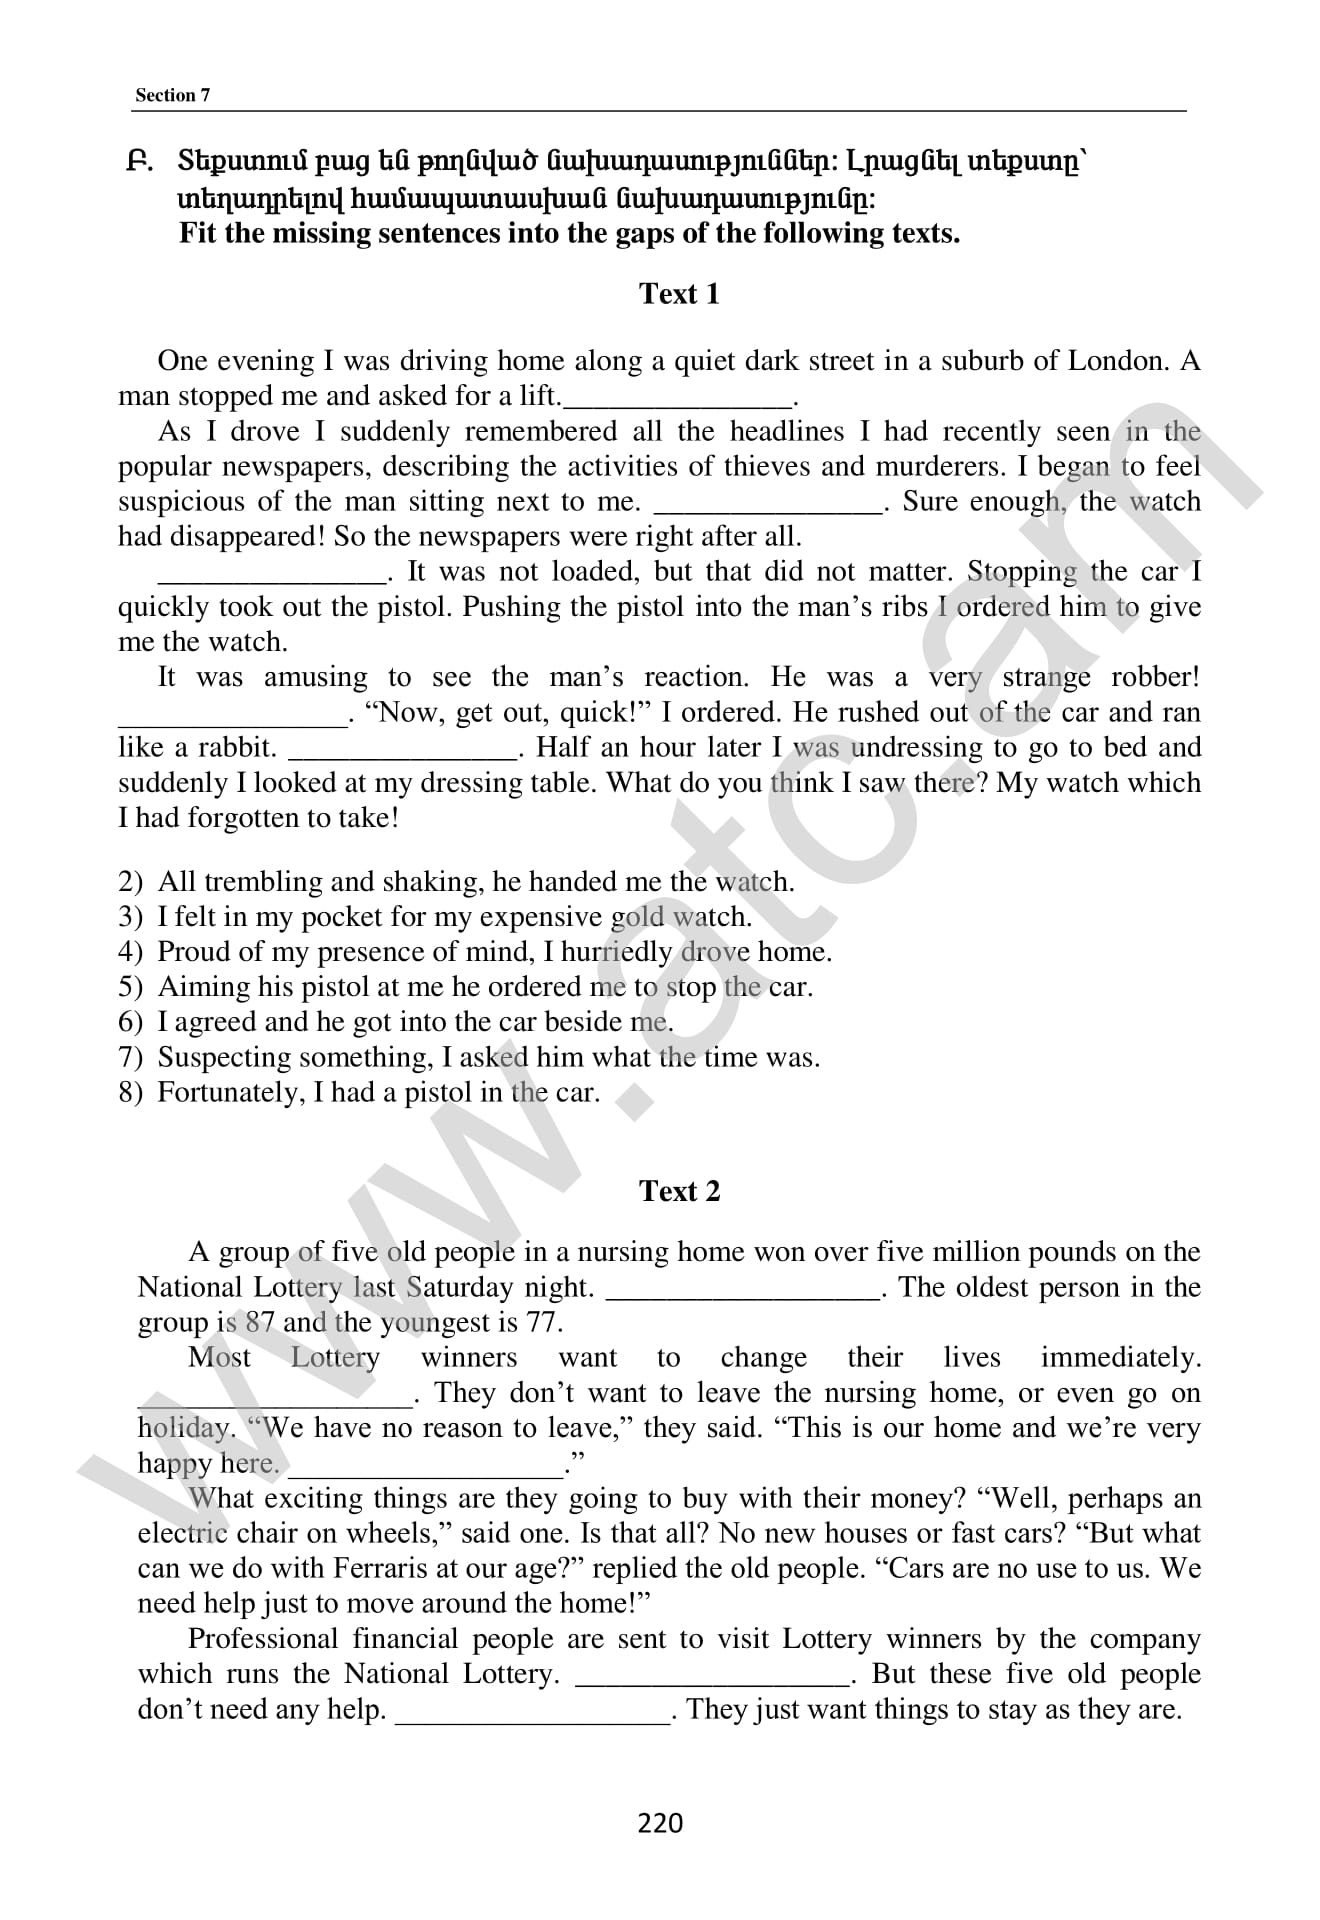 Section 7
Բ. Տեքստում բաց են թողնված նախադասություններ: Լրացնել տեքստը՝
տեղադրելով համապատասխան նախադասությունը:
Fit the missing sentences into the gaps of the following texts.
Text 1
One evening I was driving home along a quiet dark street in a suburb of London. A
man stopped me and asked for a lift._______________.
As I drove I suddenly remembered all the headlines I had recently seen in the
popular newspapers, describing the activities of thieves and murderers. I began to feel
suspicious of the man sitting next to me. _______________. Sure enough, the watch
had disappeared! So the newspapers were right after all.
_______________. It was not loaded, but that did not matter. Stopping the car I
quickly took out the pistol. Pushing the pistol into the man’s ribs I ordered him to give
me the watch.
It was amusing to see the man’s reaction. He was a very strange robber!
_______________. “Now, get out, quick!” I ordered. He rushed out of the car and ran
like a rabbit. _______________. Half an hour later I was undressing to go to bed and
suddenly I looked at my dressing table. What do you think I saw there? My watch which
I had forgotten to take!
2) All trembling and shaking, he handed me the watch.
3) I felt in my pocket for my expensive gold watch.
4) Proud of my presence of mind, I hurriedly drove home.
5) Aiming his pistol at me he ordered me to stop the car.
6) I agreed and he got into the car beside me.
7) Suspecting something, I asked him what the time was.
8) Fortunately, I had a pistol in the car.
Text 2
A group of five old people in a nursing home won over five million pounds on the
National Lottery last Saturday night. __________________. The oldest person in the
group is 87 and the youngest is 77.
Most Lottery winners want to change their lives immediately.
__________________. They don’t want to leave the nursing home, or even go on
holiday. “We have no reason to leave,” they said. “This is our home and we’re very
happy here. __________________.”
What exciting things are they going to buy with their money? “Well, perhaps an
electric chair on wheels,” said one. Is that all? No new houses or fast cars? “But what
can we do with Ferraris at our age?” replied the old people. “Cars are no use to us. We
need help just to move around the home!”
Professional financial people are sent to visit Lottery winners by the company
which runs the National Lottery. __________________. But these five old people
don’t need any help. __________________. They just want things to stay as they are.
220
www.atc.am